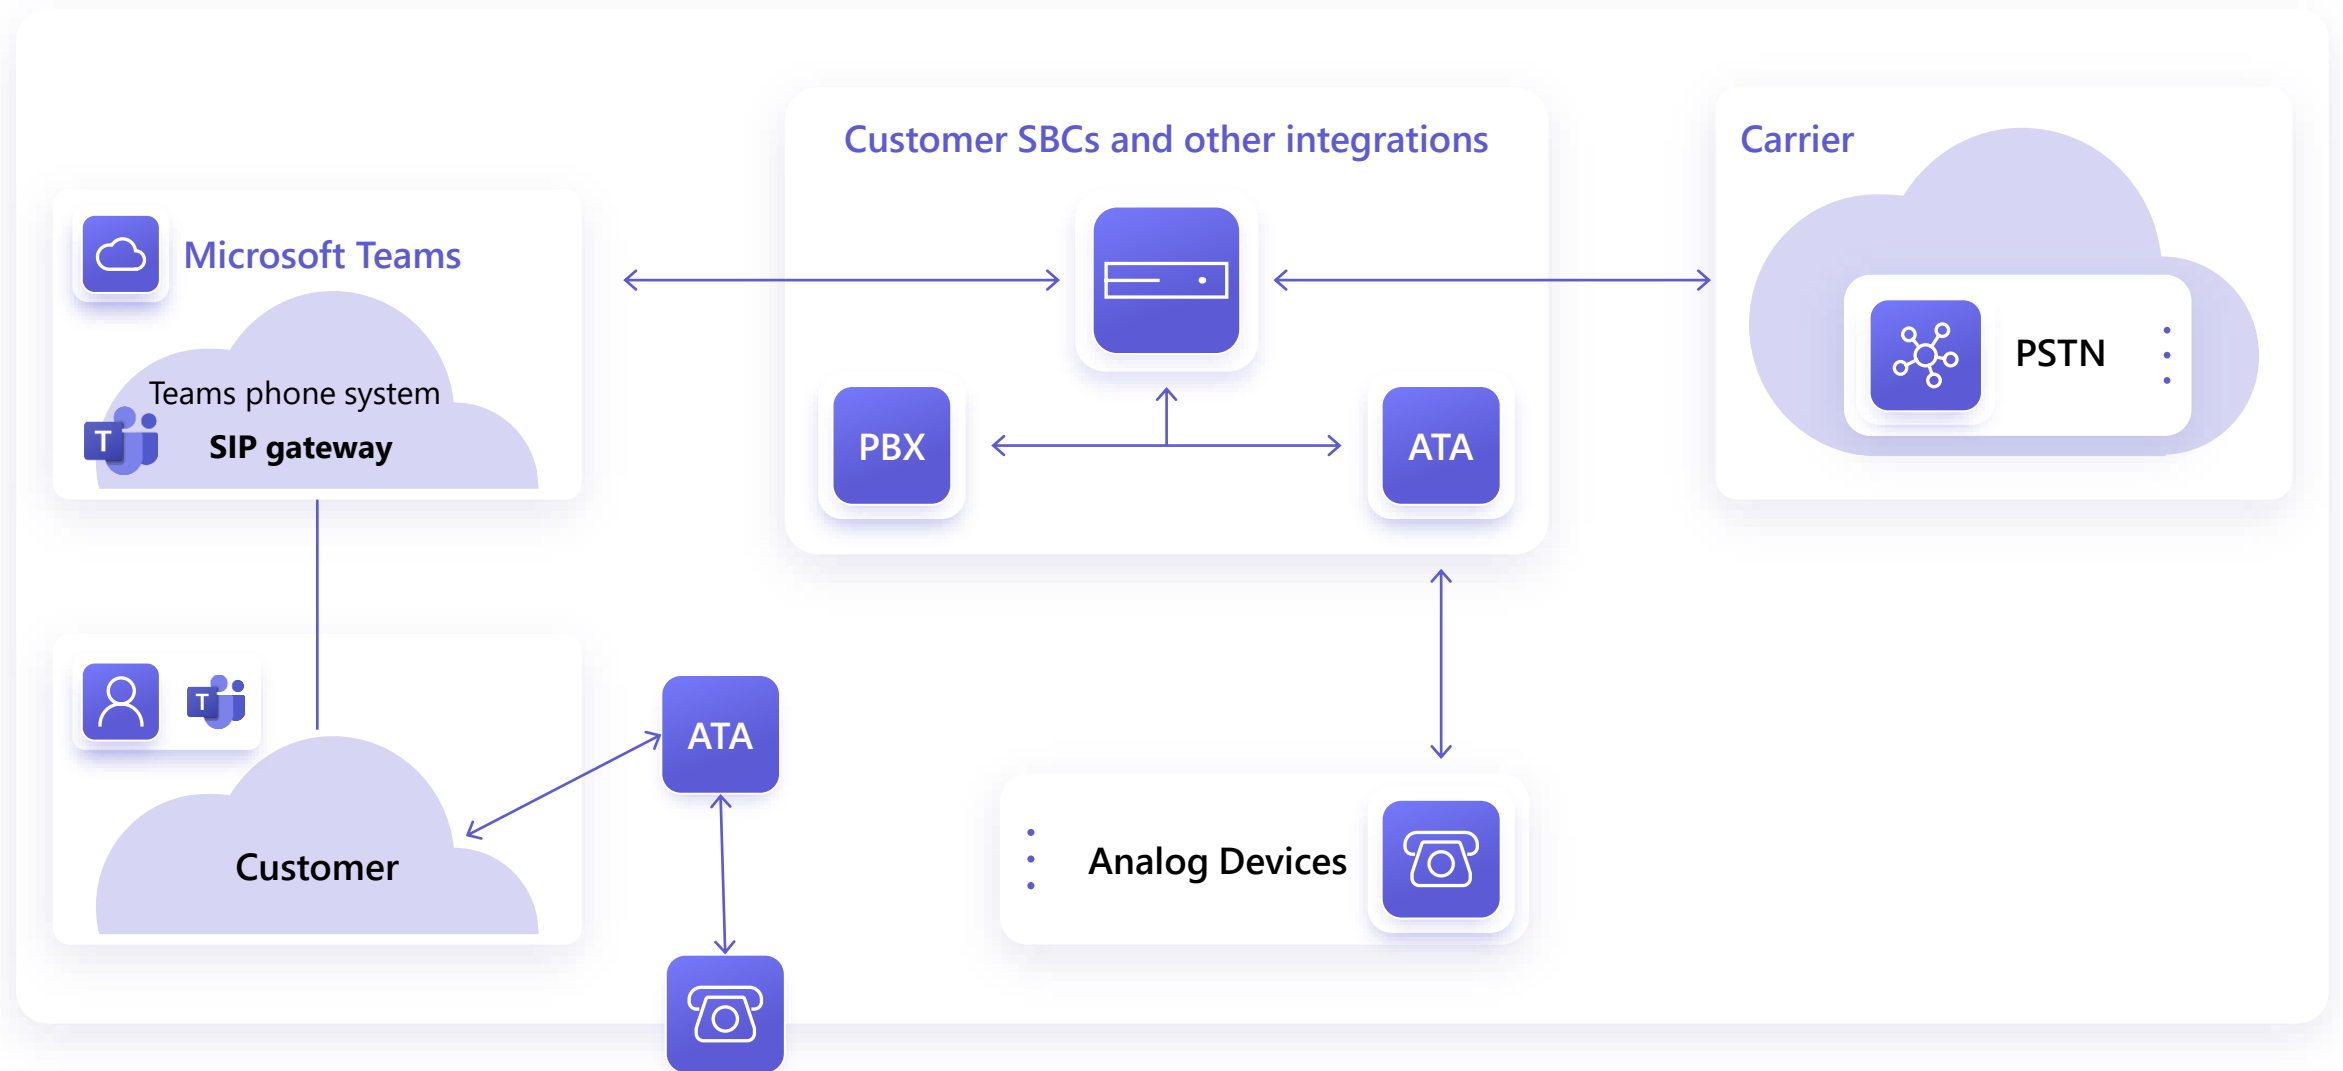 Customer SBCs and other integrations
Carrier
Microsoft Teams
PSTN
Teams phone system
T
SIP gateway
PBX
ATA
T
ATA
Customer
Analog Devices